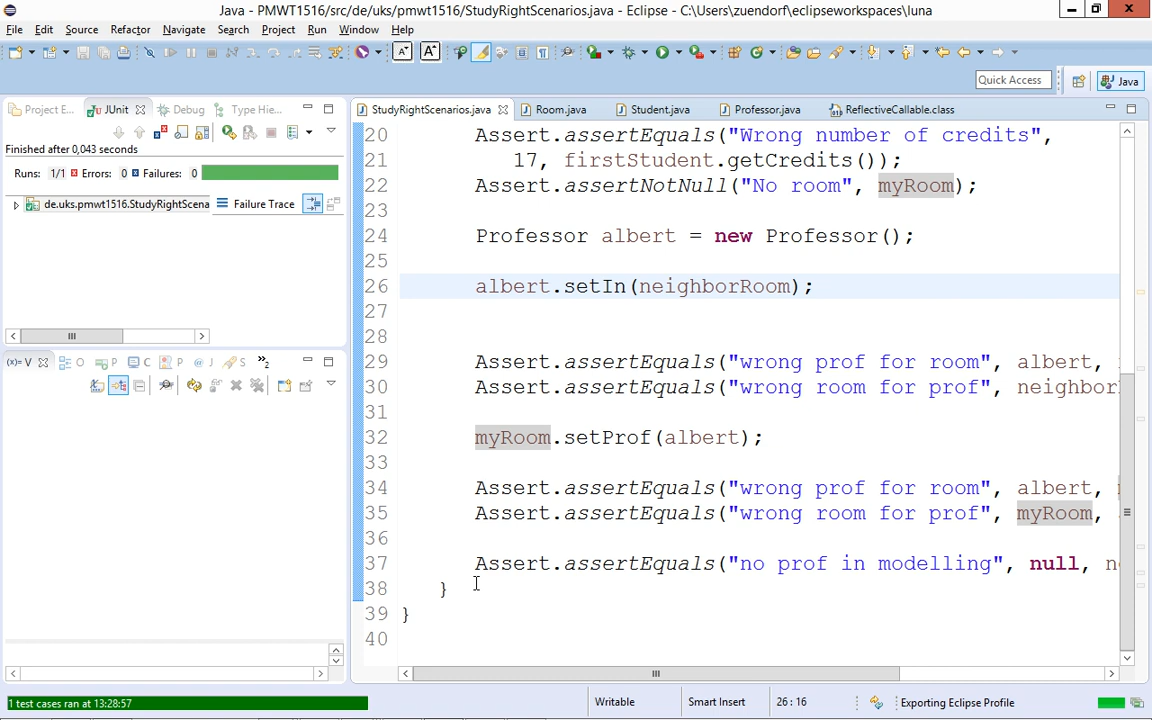 Java - PMWT1516/src/de/uks/pmwt1516/StudyRightScenarios.java - Eclipse - C:\Users\zuendorf\eclipseworkspaces\luna
File Edit Source Refactor Navigate Search Project Run Window Help
Quick Access
Java
Project E...
JUnit
Debug
Type Hie...
StudyRightScenarios.java
Room.java
Student.java
Professor.java
ReflectiveCallable.class
Finished after 0,043 seconds
Runs: 1/1 Errors: 0 Failures: 0
de.uks.pmwt1516.StudyRightScena
Failure Trace
(x)= V
O
P
C
P
@ J
S
»2
20 Assert.assertEquals("Wrong number of credits",
21 17, firstStudent.getCredits());
22 Assert.assertNotNull("No room", myRoom);
23
24 Professor albert = new Professor();
25
26 albert.setIn(neighborRoom);
27
28
29 Assert.assertEquals("wrong prof for room", albert,
30 Assert.assertEquals("wrong room for prof", neighbor
31
32 myRoom.setProf(albert);
33
34 Assert.assertEquals("wrong prof for room", albert,
35 Assert.assertEquals("wrong room for prof", myRoom,
36
37 Assert.assertEquals("no prof in modelling", null, n
38 }
39 }
40
1 test cases ran at 13:28:57
Writable
Smart Insert
26 : 16
Exporting Eclipse Profile